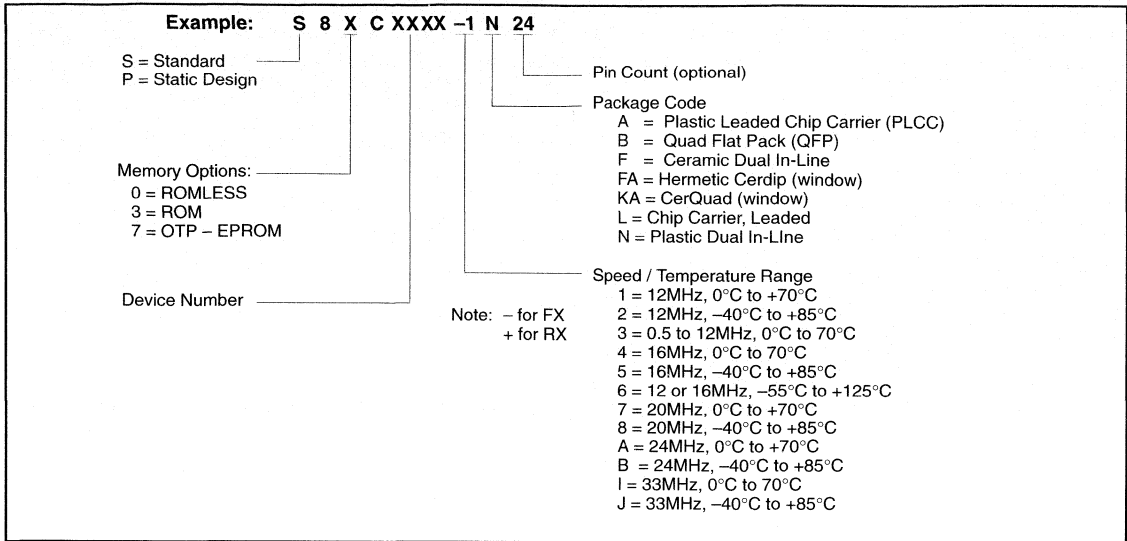 Example: S 8 X C XXXX –1 N 24
S = Standard
P = Static Design
Memory Options:
0 = ROMLESS
3 = ROM
7 = OTP – EPROM
Device Number
Pin Count (optional)
Package Code
A = Plastic Leaded Chip Carrier (PLCC)
B = Quad Flat Pack (QFP)
F = Ceramic Dual In-Line
FA = Hermetic Cerdip (window)
KA = CerQuad (window)
L = Chip Carrier, Leaded
N = Plastic Dual In-LIne
Speed / Temperature Range
1 = 12MHz, 0°C to +70°C
2 = 12MHz, –40°C to +85°C
3 = 0.5 to 12MHz, 0°C to 70°C
4 = 16MHz, 0°C to 70°C
5 = 16MHz, –40°C to +85°C
6 = 12 or 16MHz, –55°C to +125°C
7 = 20MHz, 0°C to +70°C
8 = 20MHz, –40°C to +85°C
A = 24MHz, 0°C to +70°C
B = 24MHz, –40°C to +85°C
I = 33MHz, 0°C to 70°C
J = 33MHz, –40°C to +85°C
Note: – for FX
+ for RX